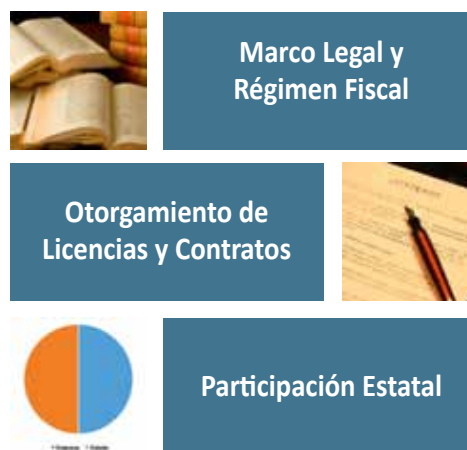 Marco Legal y
Régimen Fiscal
Otorgamiento de
Licencias y Contratos
Participación Estatal